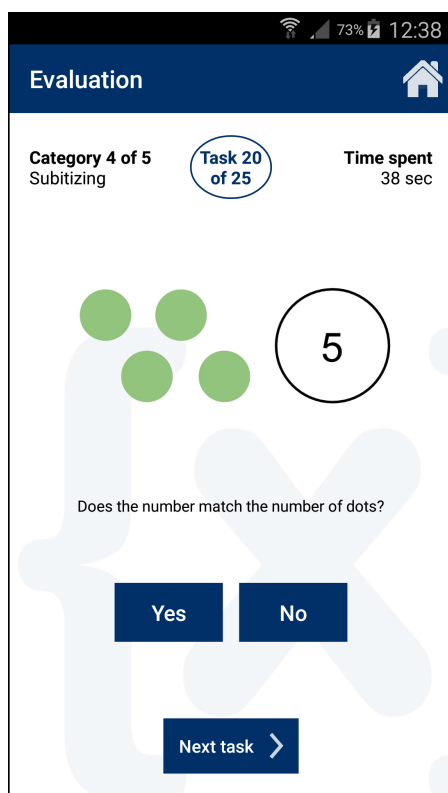 73% 12:38
Evaluation
Category 4 of 5
Subitizing
Task 20
of 25
Time spent
38 sec
5
Does the number match the number of dots?
Yes No
Next task